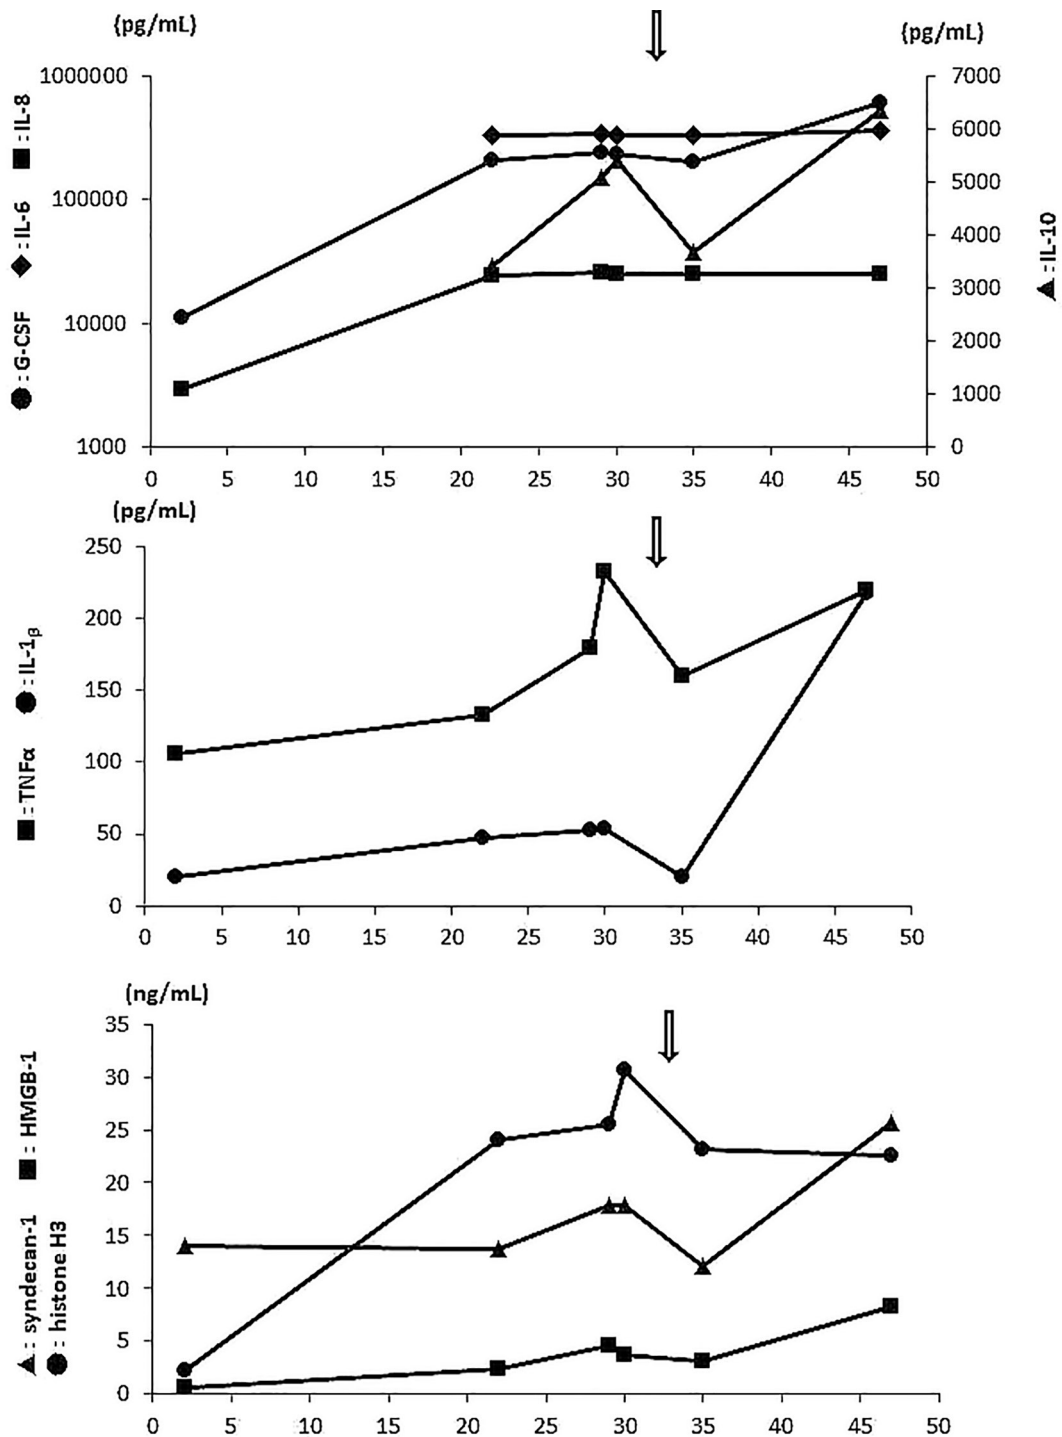 (pg/mL)
(pg/mL)
1000000
100000
10000
1000
7000
6000
5000
4000
3000
2000
1000
0
0 5 10 15 20 25 30 35 40 45 50
: IL-8
: IL-6
: G-CSF
: IL-10
(pg/mL)
250
200
150
100
50
0
0 5 10 15 20 25 30 35 40 45 50
: IL-1β
: TNFα
(ng/mL)
35
30
25
20
15
10
5
0
0 5 10 15 20 25 30 35 40 45 50
: HMGB-1
: syndecan-1
: histone H3